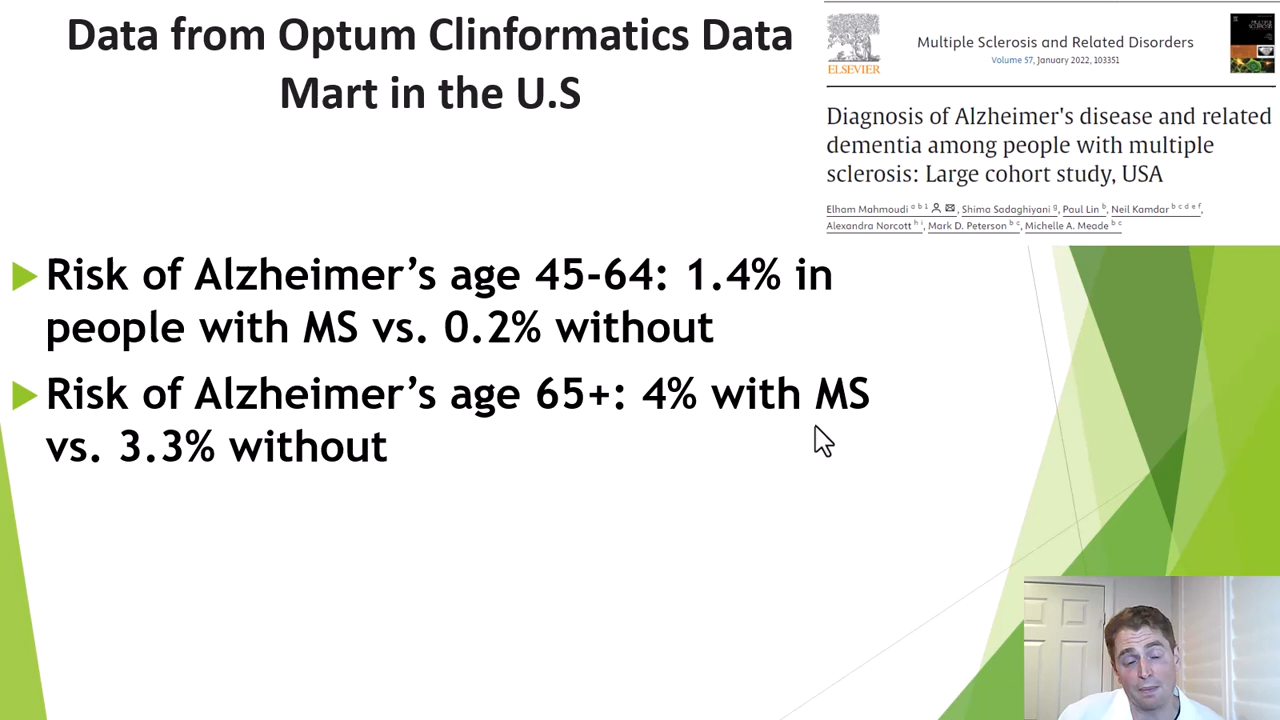 Data from Optum Clinformatics Data
Mart in the U.S
ELSEVIER
Multiple Sclerosis and Related Disorders
Volume 57, January 2022, 103351
Diagnosis of Alzheimer's disease and related
dementia among people with multiple
sclerosis: Large cohort study, USA
Elham Mahmoudi a b 1, Shima Sadaghiyani g, Paul Lin b, Neil Kamdar b c d e f,
Alexandra Norcott h i, Mark D. Peterson b c, Michelle A. Meade b c
Risk of Alzheimer’s age 45-64: 1.4% in
people with MS vs. 0.2% without
Risk of Alzheimer’s age 65+: 4% with MS
vs. 3.3% without